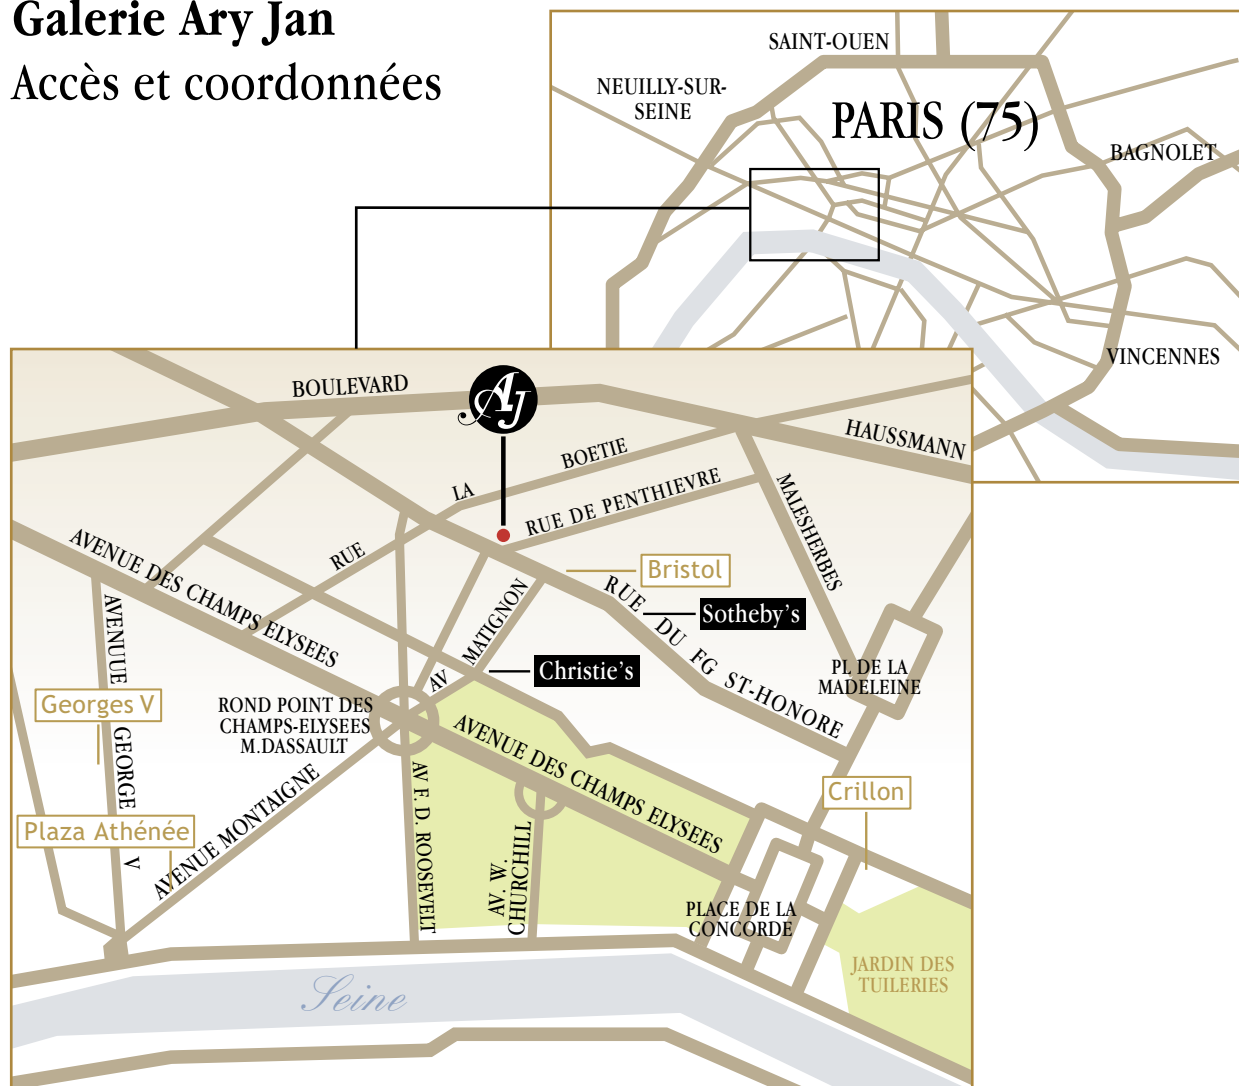 Galerie Ary Jan
Accès et coordonnées
SAINT-OUEN
NEUILLY-SUR-
SEINE
PARIS (75)
BAGNOLET
VINCENNES
BOULEVARD
AJ
HAUSSMANN
LA
BOETIE
RUE
RUE DE PENTHIEVRE
MALESHERBES
AVENUE DES CHAMPS ELYSEES
Bristol
RUE DU FG ST-HONORE
Sotheby's
AVENUUE GEORGE V
AV MATIGNON
Christie's
PL DE LA
MADELEINE
Georges V
ROND POINT DES
CHAMPS-ELYSEES
M.DASSAULT
AVENUE DES CHAMPS ELYSEES
Crillon
Plaza Athénée
AVENUE MONTAIGNE
AV F. D. ROOSEVELT
AV. W.
CHURCHILL
PLACE DE LA
CONCORDE
JARDIN DES
TUILERIES
Seine